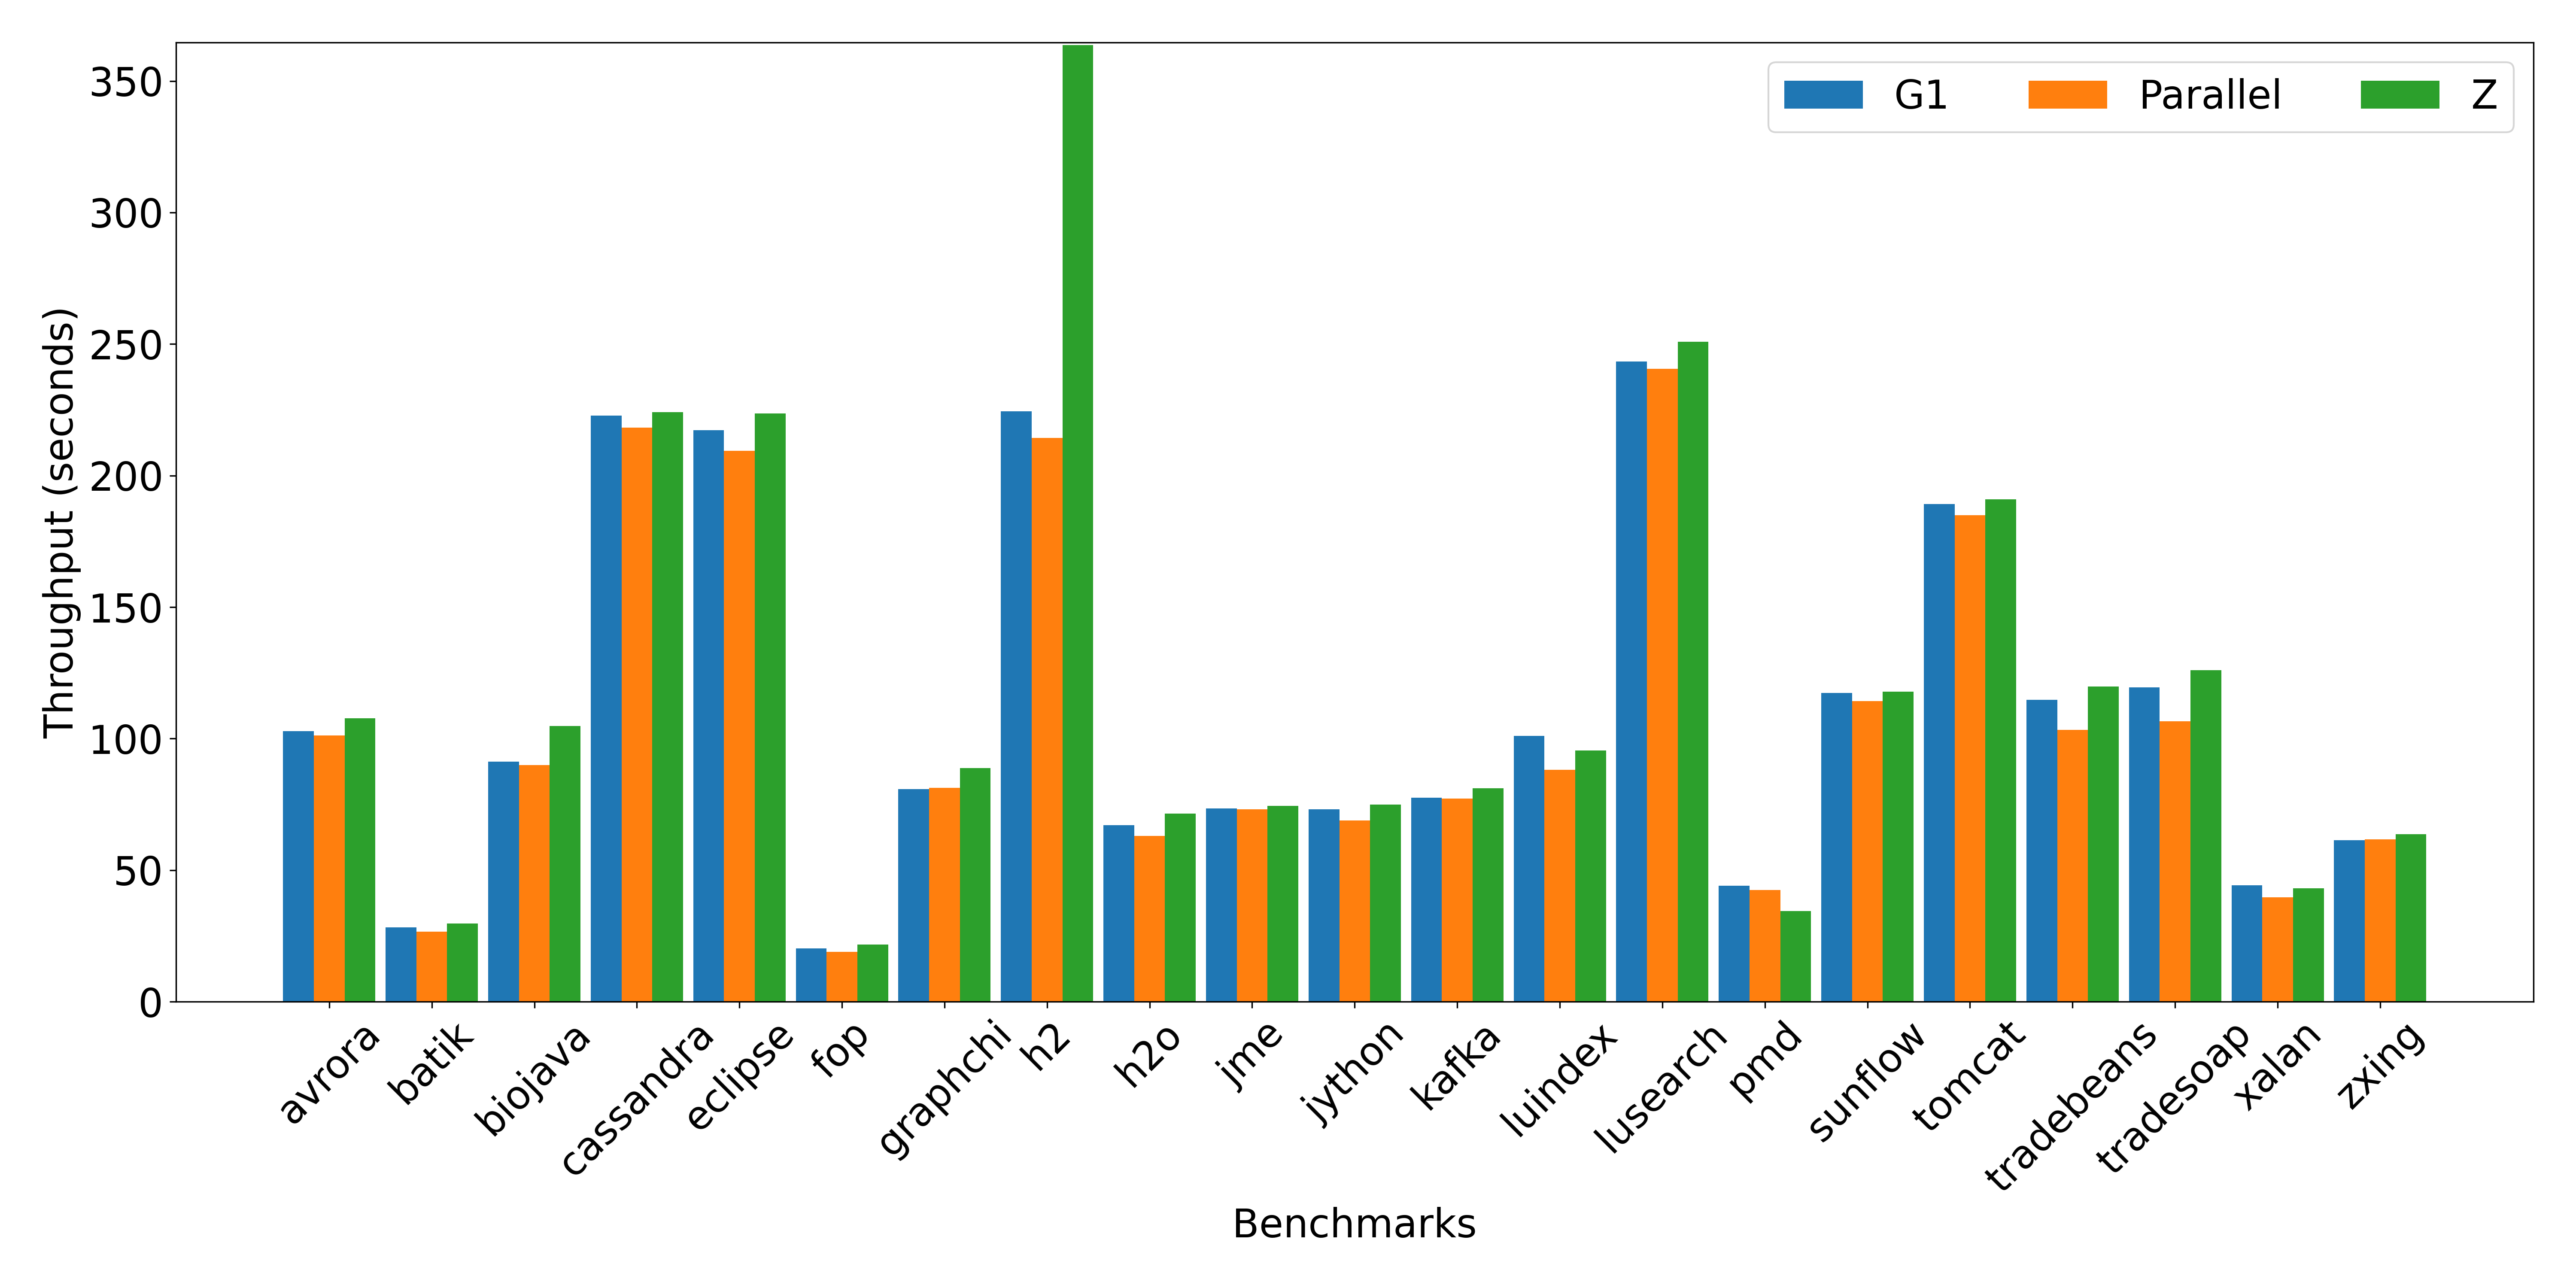 G1 Parallel Z
Throughput (seconds)
350
300
250
200
150
100
50
0
avrora
batik
biojava
cassandra
eclipse
fop
graphchi
h2
h2o
jme
jython
kafka
luindex
lusearch
pmd
sunflow
tomcat
tradebeans
tradesoap
xalan
zxing
Benchmarks